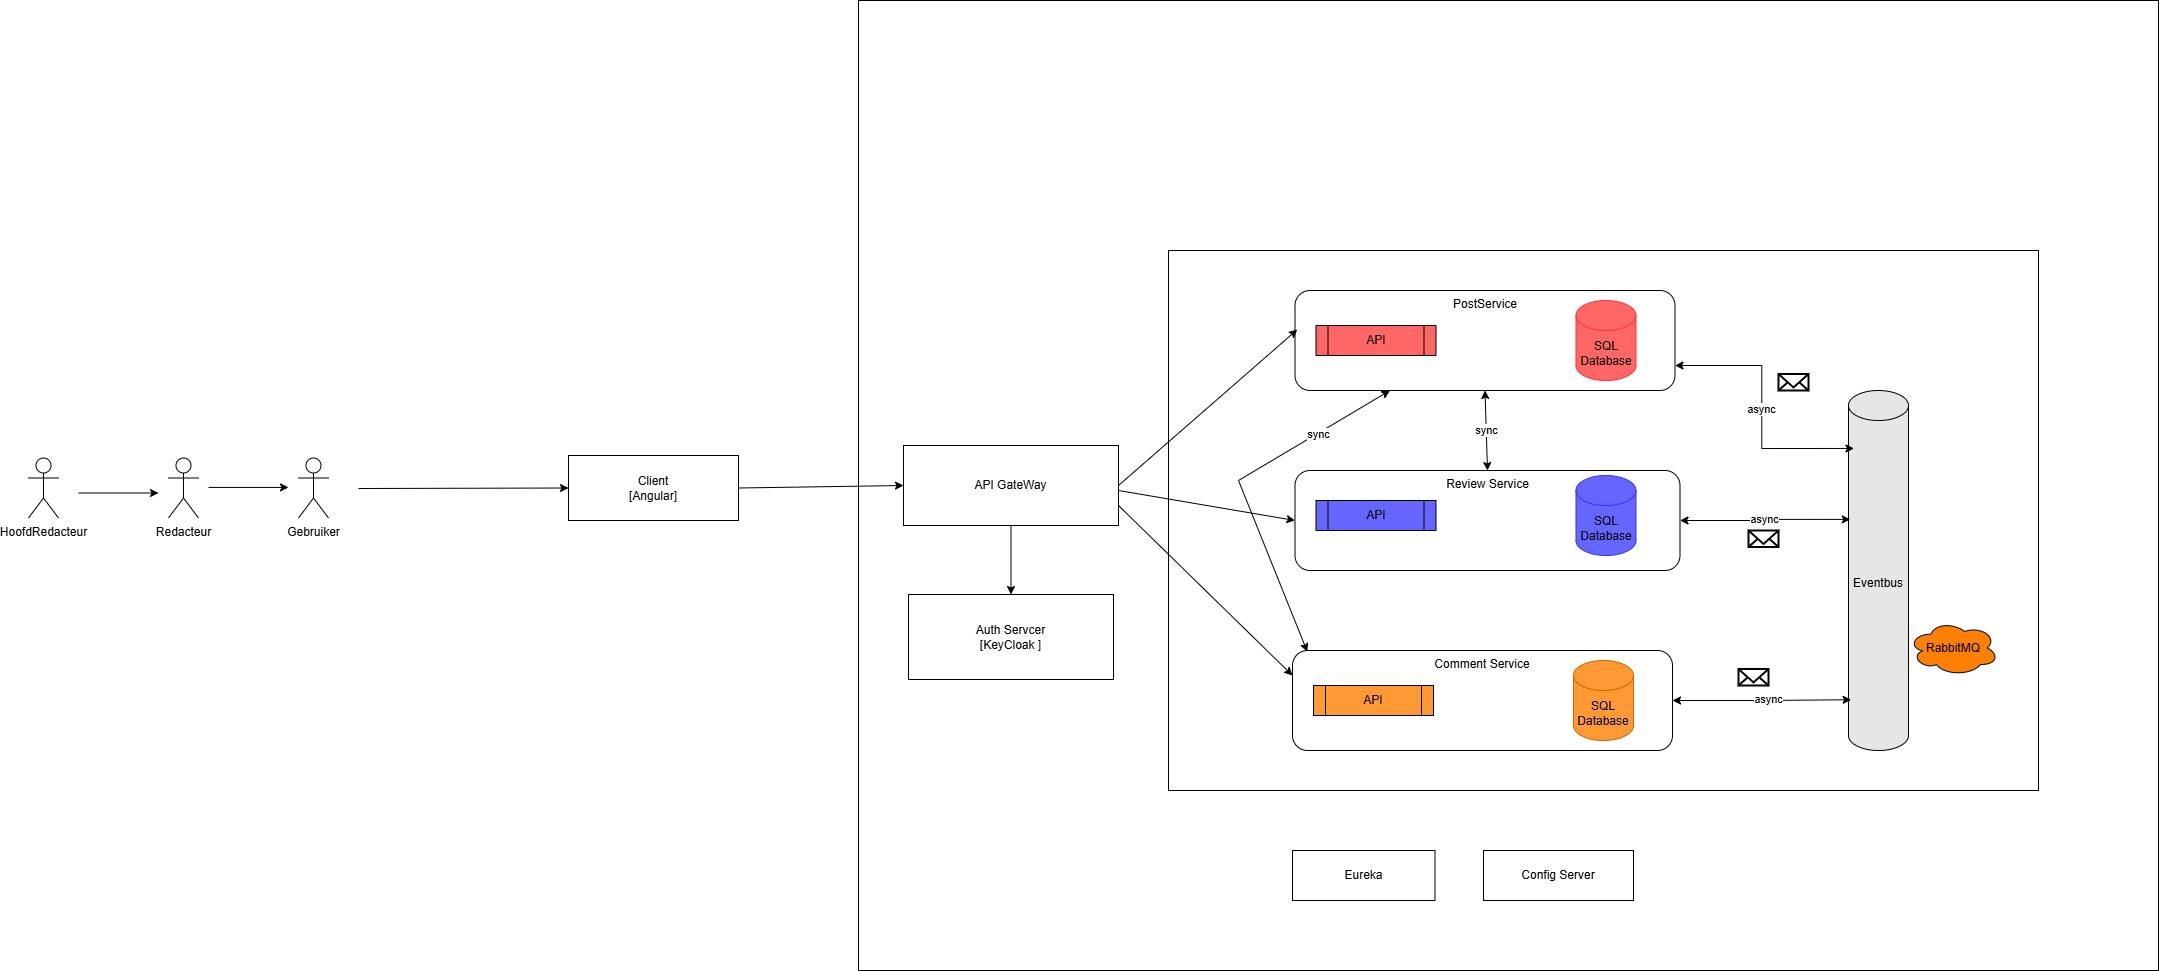 HoofdRedacteur
Redacteur
Gebruiker
Client
[Angular]
API GateWay
Auth Servcer
[KeyCloak ]
PostService
API
SQL
Database
sync
sync
async
Review Service
API
SQL
Database
async
Comment Service
API
SQL
Database
async
Eventbus
RabbitMQ
Eureka
Config Server